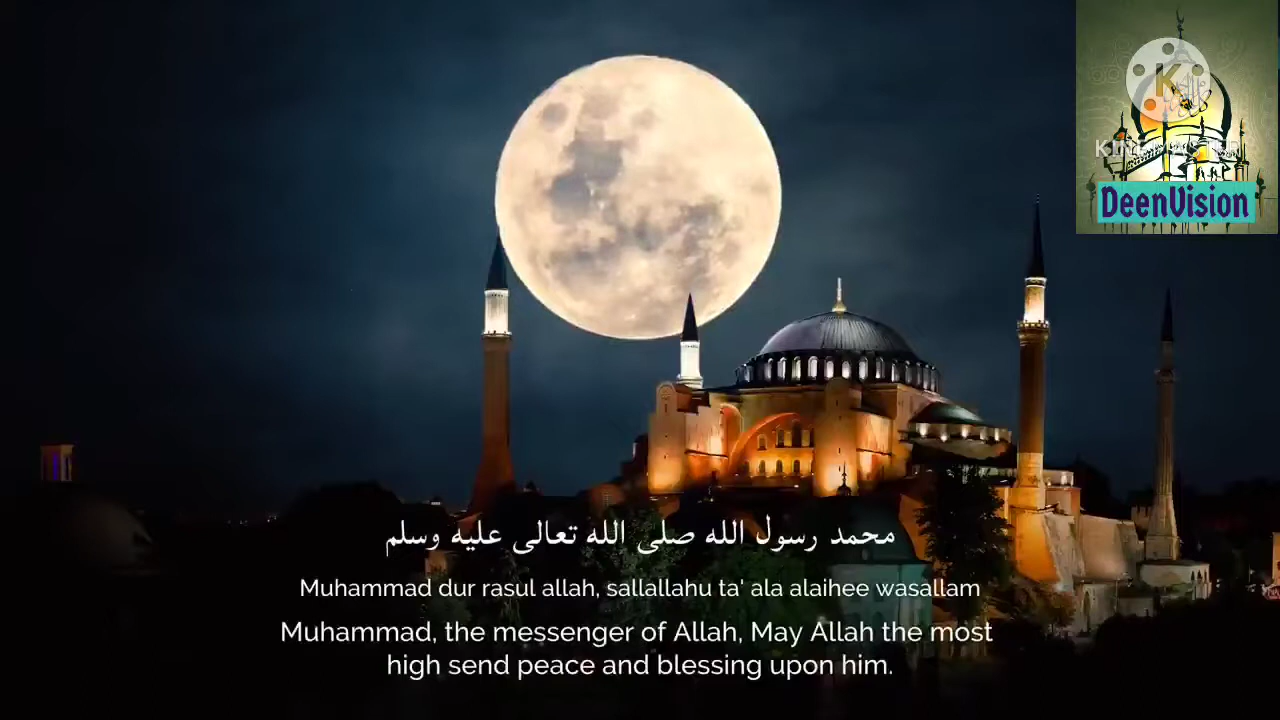 K
KINEMASTER
DeenVision
محمد رسول الله صلى الله تعالى عليه وسلم
Muhammad dur rasul allah, sallallahu ta' ala alaihee wasallam
Muhammad, the messenger of Allah, May Allah the most
high send peace and blessing upon him.